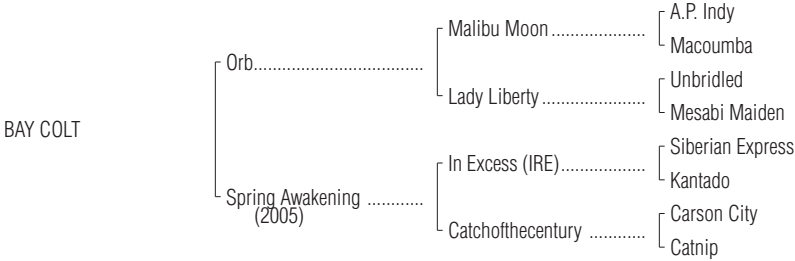 A.P. Indy
Malibu Moon ......................
Macoumba
Orb..................................
Unbridled
Lady Liberty ........................
Mesabi Maiden
BAY COLT
Siberian Express
In Excess (IRE)....................
Kantado
Spring Awakening ............
(2005)
Carson City
Catchofthecentury ............
Catnip